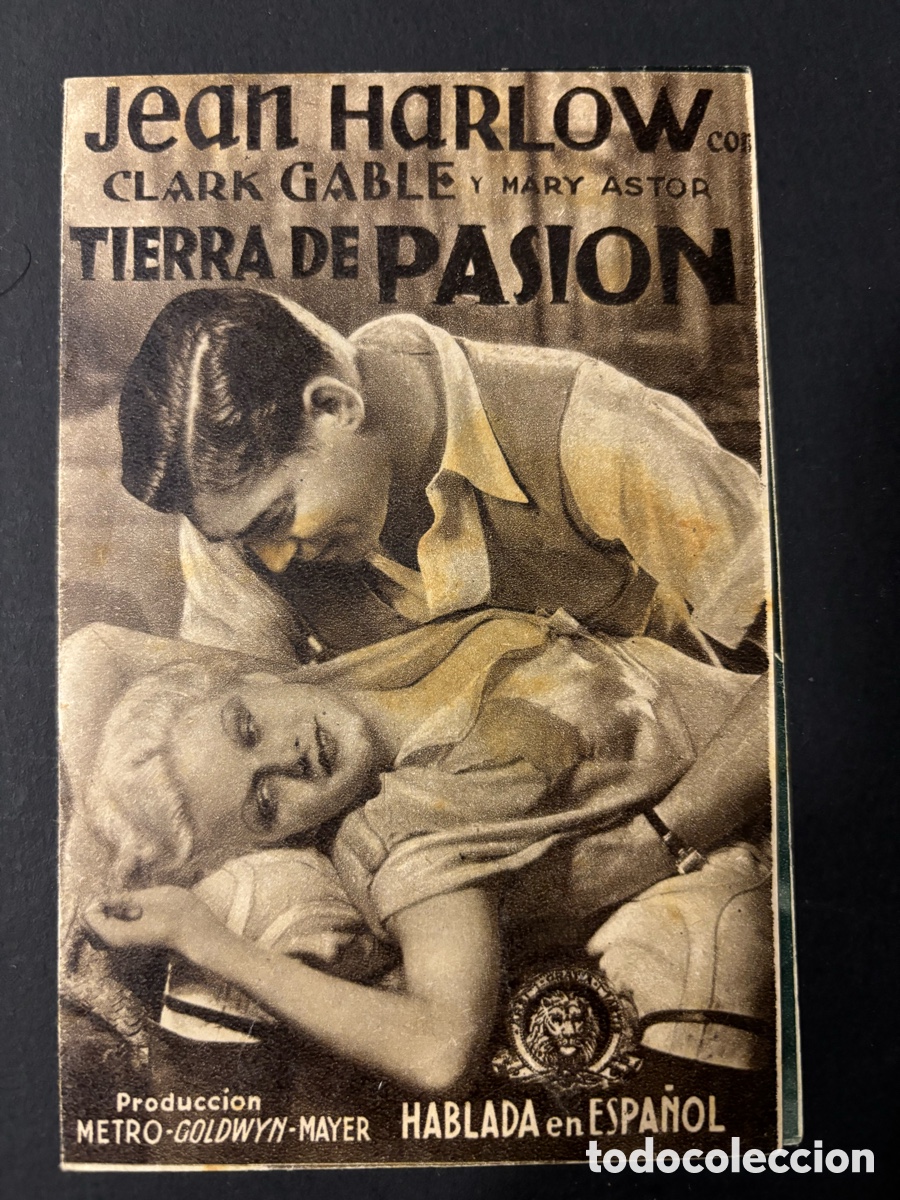 Jean HARLOW con
CLARK GABLE Y MARY ASTOR
TIERRA DE PASION
Produccion
METRO-GOLDWYN-MAYER
HABLADA en ESPAÑOL
todocoleccion